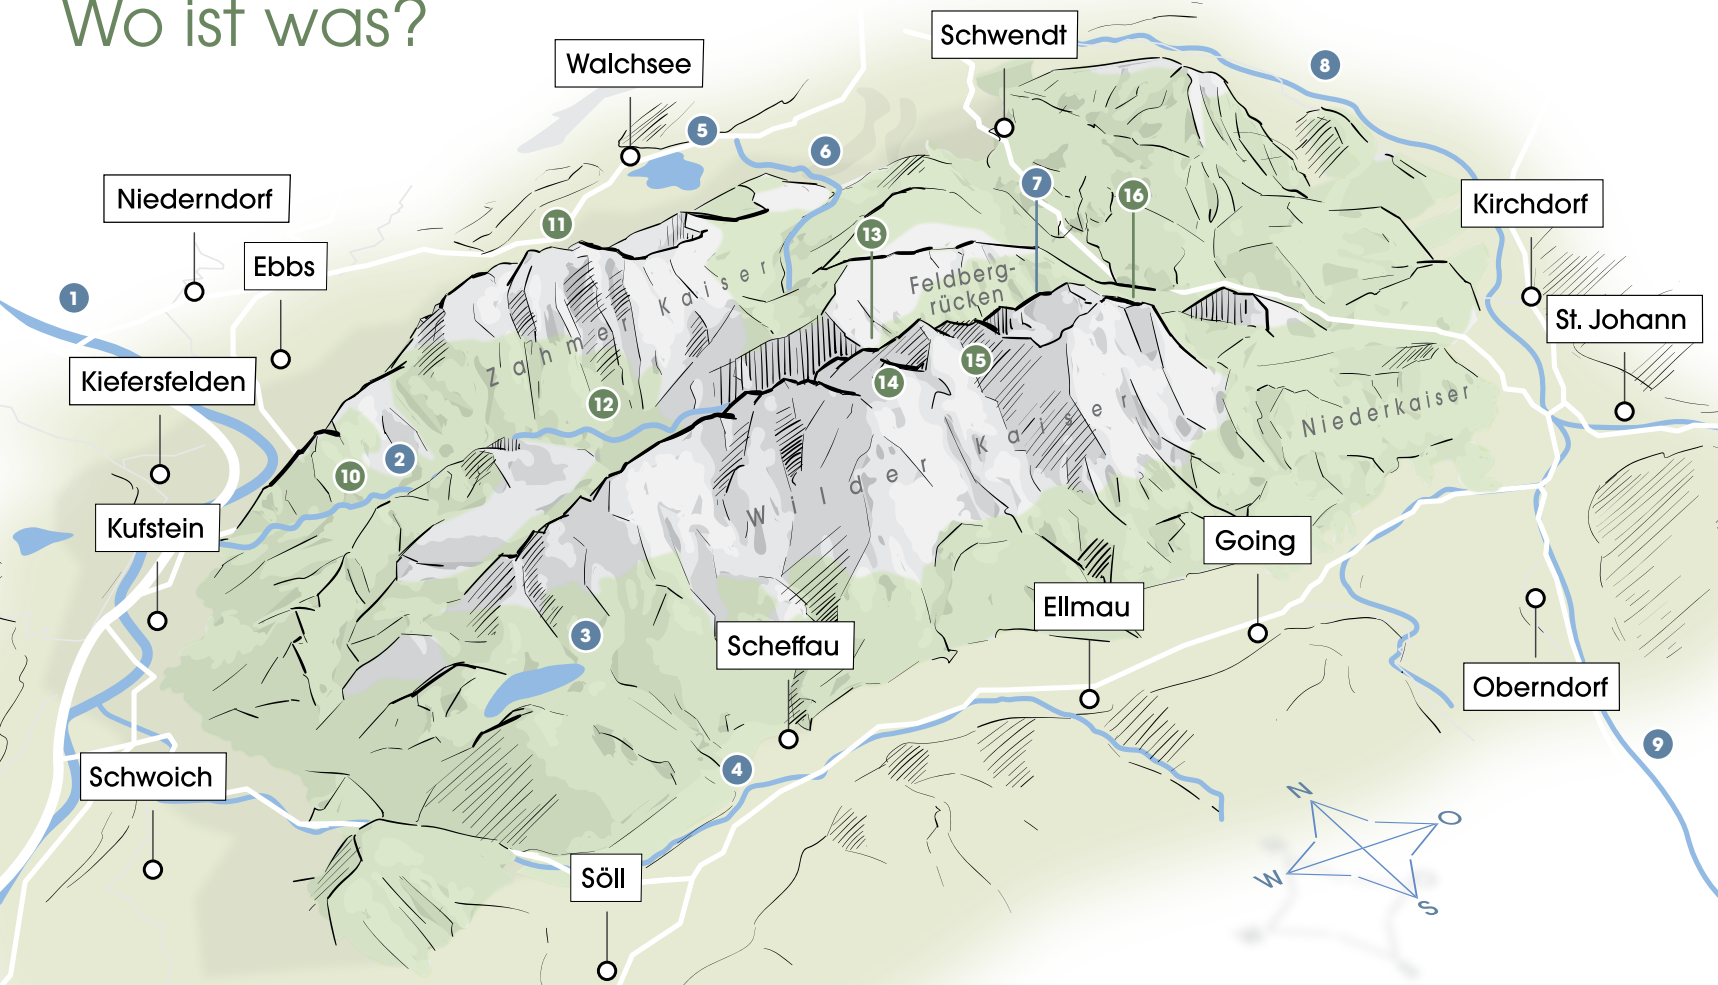 Wo ist was?
Schwendt
Walchsee
8
5
6
7
16
Niederndorf
Kirchdorf
11
13
Ebbs
1
Zahmer Kaiser
Feldberg-
rücken
St. Johann
Kiefersfelden
15
14
12
Niederkaiser
2
10
Wilder Kaiser
Kufstein
Going
Ellmau
3
Scheffau
Oberndorf
9
4
Schwoich
N
O
W
S
Söll